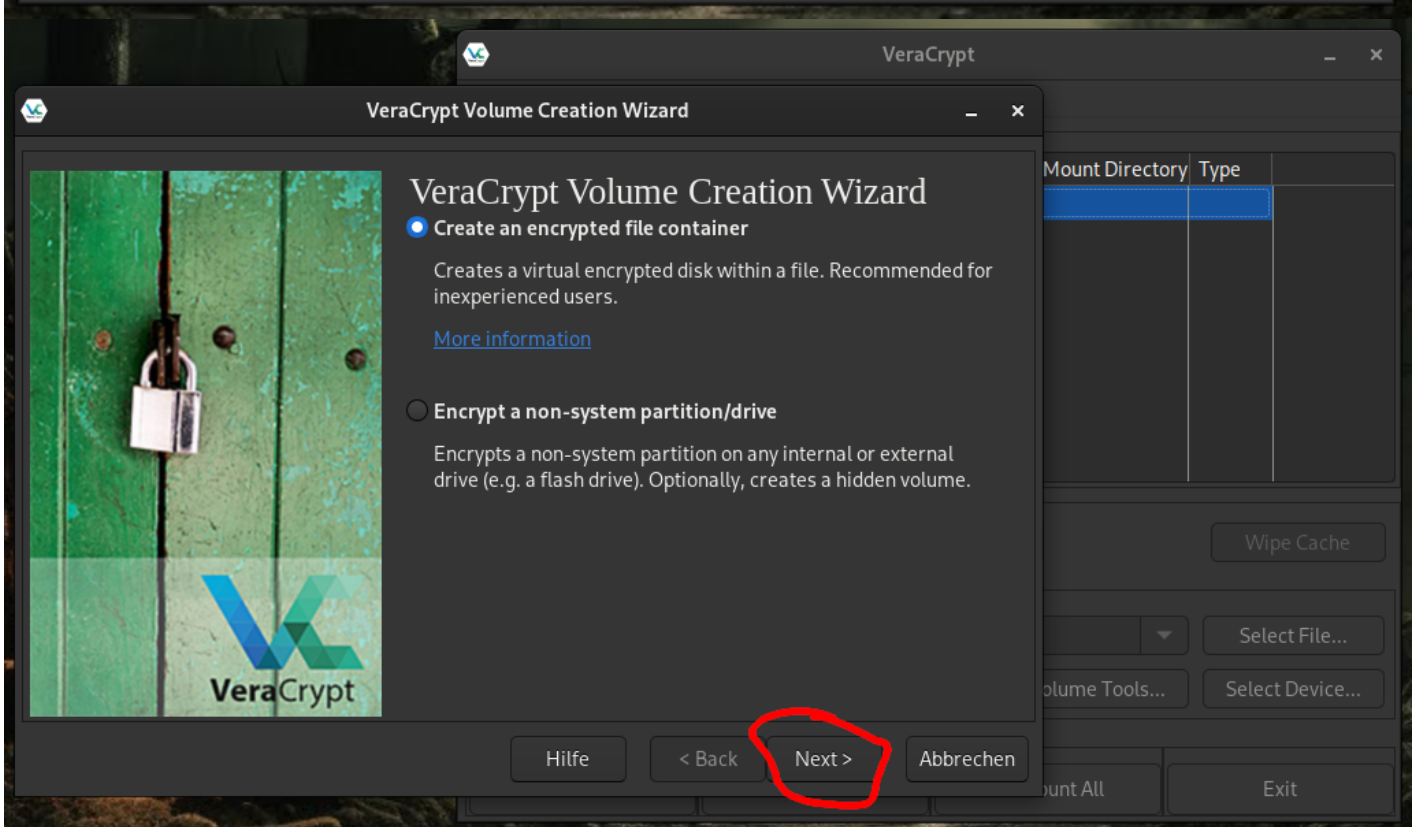 VeraCrypt
VeraCrypt Volume Creation Wizard
Mount Directory
Type
VeraCrypt Volume Creation Wizard
Create an encrypted file container
Creates a virtual encrypted disk within a file. Recommended for
inexperienced users.
More information
Encrypt a non-system partition/drive
Encrypts a non-system partition on any internal or external
drive (e.g. a flash drive). Optionally, creates a hidden volume.
VeraCrypt
Wipe Cache
Select File...
Tools...
Select Device...
Hilfe
< Back
Next >
Abbrechen
All
Exit